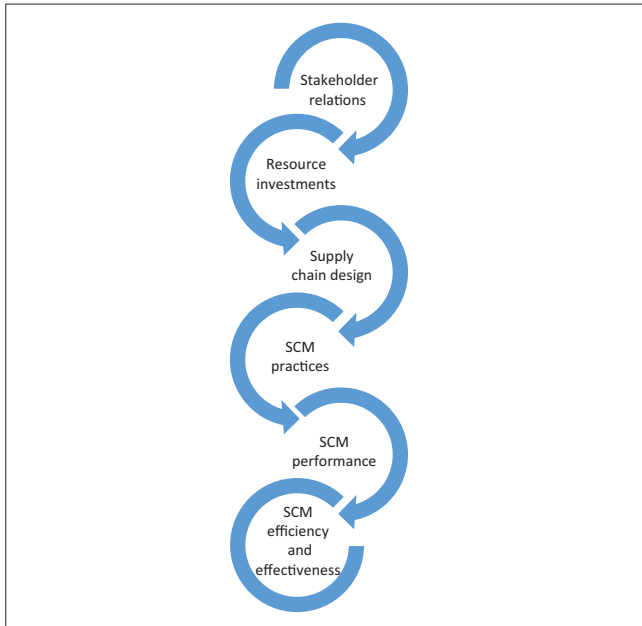 Stakeholder
relations
Resource
investments
Supply
chain design
SCM
practices
SCM
performance
SCM
efficiency
and
effectiveness